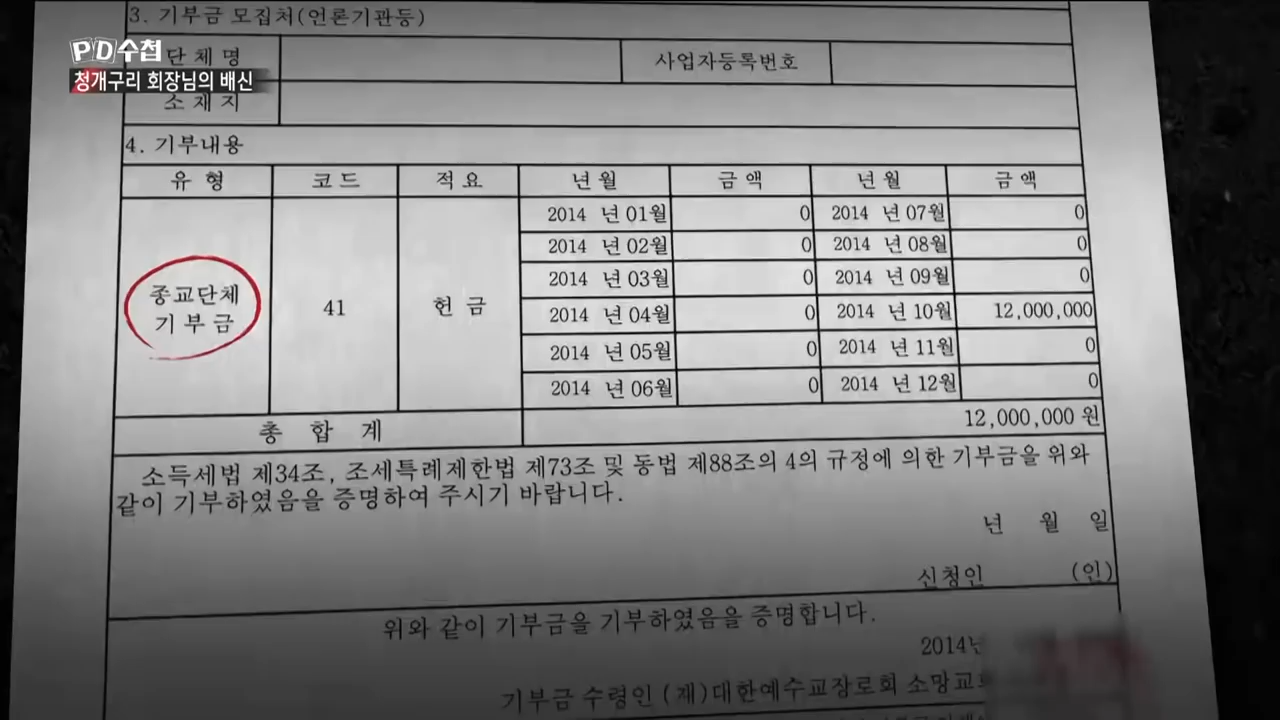 3. 기부금 모집처(언론기관등)
PD수첩
청개구리 회장님의 배신
단 체 명 사업자등록번호
소 재 지
4. 기부내용
유 형 코 드 적 요 년 월 금 액 년 월 금 액
종교단체
기 부 금
41
헌 금
2014 년 01월 0 2014 년 07월 0
2014 년 02월 0 2014 년 08월 0
2014 년 03월 0 2014 년 09월 0
2014 년 04월 0 2014 년 10월 12,000,000
2014 년 05월 0 2014 년 11월 0
2014 년 06월 0 2014 년 12월 0
총 합 계 12,000,000 원
소득세법 제34조, 조세특례제한법 제73조 및 동법 제88조의 4의 규정에 의한 기부금을 위와
같이 기부하였음을 증명하여 주시기 바랍니다.
년 월 일
신청인 (인)
위와 같이 기부금을 기부하였음을 증명합니다.
2014년
기부금 수령인 (재)대한예수교장로회 소망교회